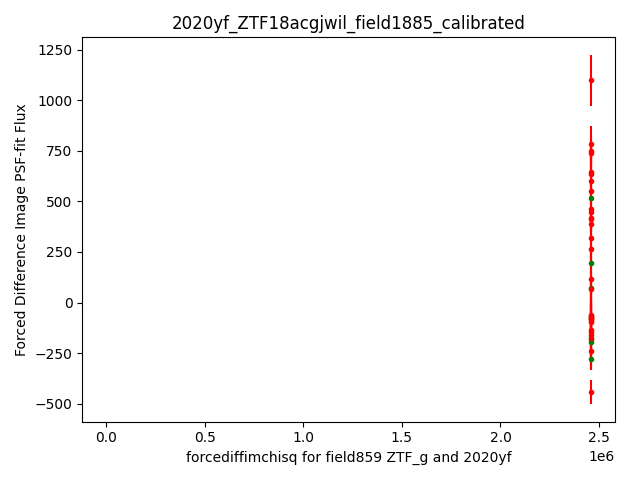 2020yf_ZTF18acgjwil_field1885_calibrated
Forced Difference Image PSF-fit Flux
1250
1000
750
500
250
0
−250
−500
0.0 0.5 1.0 1.5 2.0 2.5
1e6
forcediffimchisq for field859 ZTF_g and 2020yf